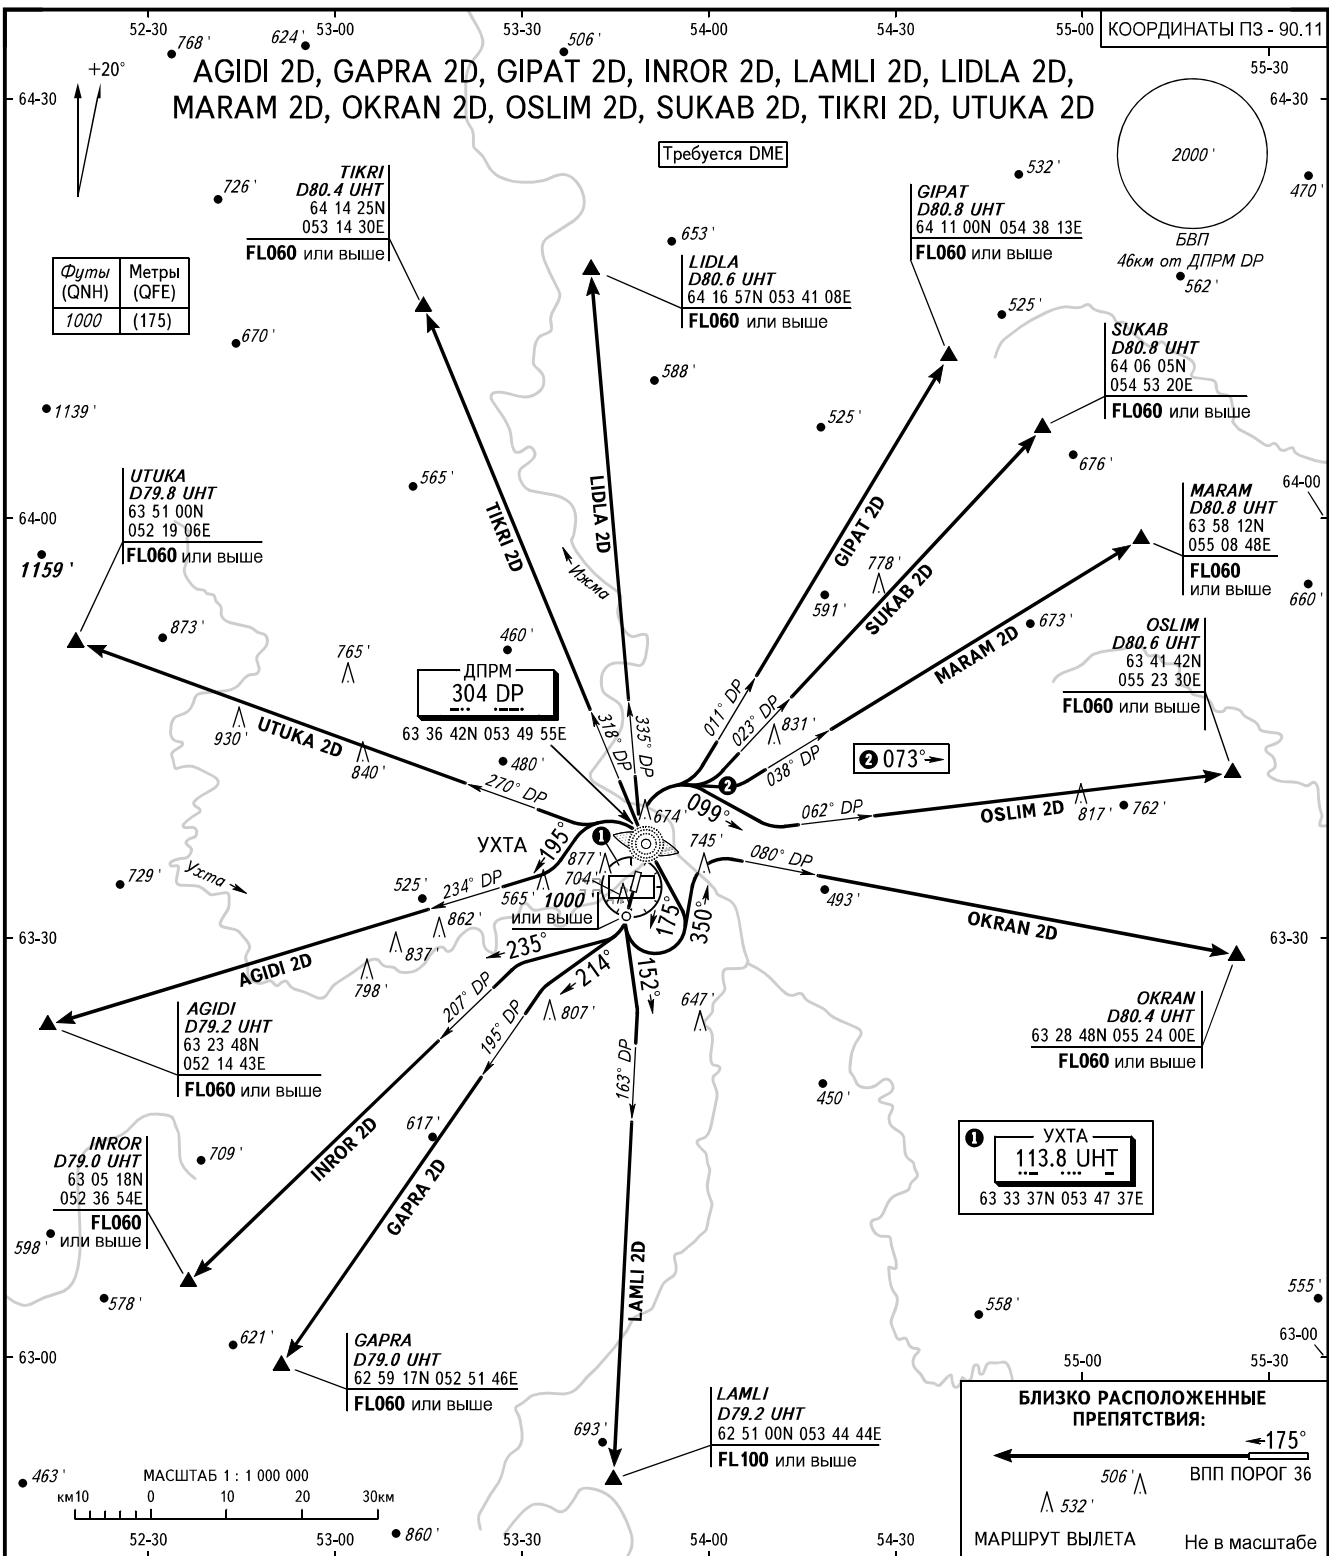 52-30
53-00
53-30
54-00
54-30
55-00
КООРДИНАТЫ ПЗ - 90.11
55-30
768 '
624 '
506 '
+20°
AGIDI 2D, GAPRA 2D, GIPAT 2D, INROR 2D, LAMLI 2D, LIDLA 2D,
MARAM 2D, OKRAN 2D, OSLIM 2D, SUKAB 2D, TIKRI 2D, UTUKA 2D
64-30
64-30
Требуется DME
2000 '
БВП
46км от ДПРМ DP
562 '
470 '
532 '
726 '
TIKRI
D80.4 UHT
64 14 25N
053 14 30E
FL060 или выше
GIPAT
D80.8 UHT
64 11 00N 054 38 13E
FL060 или выше
653 '
LIDLA
D80.6 UHT
64 16 57N 053 41 08E
FL060 или выше
Футы
(QNH)
Метры
(QFE)
1000
(175)
525 '
SUKAB
D80.8 UHT
64 06 05N
054 53 20E
FL060 или выше
670 '
588 '
1139 '
525 '
676 '
565 '
UTUKA
D79.8 UHT
63 51 00N
052 19 06E
FL060 или выше
MARAM
D80.8 UHT
63 58 12N
055 08 48E
FL060
или выше
64-00
64-00
1159 '
TIKRI 2D
LIDLA 2D
GIPAT 2D
SUKAB 2D
MARAM 2D
Ижма
778 '
591 '
660 '
673 '
873 '
765 '
460 '
OSLIM
D80.6 UHT
63 41 42N
055 23 30E
FL060 или выше
ДПРМ
304 DP
63 36 42N 053 49 55E
930 '
UTUKA 2D
840 '
480 '
270° DP
318° DP
335° DP
011° DP
023° DP
038° DP
831 '
2 073°
2
062° DP
OSLIM 2D
817 '
762 '
099°
674 '
745 '
080° DP
493 '
OKRAN 2D
УХТА
1
195°
877 '
704 '
565 '
1000 '
или выше
175°
350°
729 '
Ухта
525 '
234° DP
862 '
837 '
798 '
AGIDI 2D
63-30
63-30
235°
214°
152°
207° DP
195° DP
163° DP
807 '
647 '
AGIDI
D79.2 UHT
63 23 48N
052 14 43E
FL060 или выше
OKRAN
D80.4 UHT
63 28 48N 055 24 00E
FL060 или выше
450 '
617 '
709 '
INROR 2D
GAPRA 2D
LAMLI 2D
INROR
D79.0 UHT
63 05 18N
052 36 54E
FL060
или выше
1
УХТА
113.8 UHT
63 33 37N 053 47 37E
598 '
578 '
621 '
558 '
555 '
GAPRA
D79.0 UHT
62 59 17N 052 51 46E
FL060 или выше
63-00
63-00
55-00
55-30
LAMLI
D79.2 UHT
62 51 00N 053 44 44E
FL100 или выше
693 '
463 '
860 '
МАСШТАБ 1 : 1 000 000
км10
0
10
20
30км
БЛИЗКО РАСПОЛОЖЕННЫЕ
ПРЕПЯТСТВИЯ:
175°
ВПП ПОРОГ 36
506 '
532 '
МАРШРУТ ВЫЛЕТА
Не в масштабе
52-30
53-00
53-30
54-00
54-30